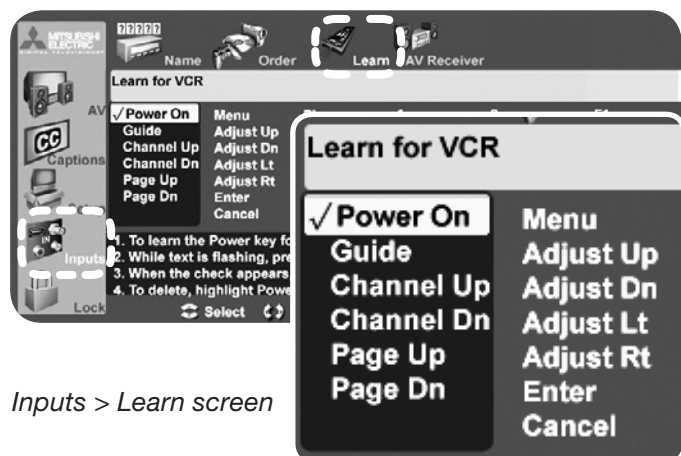 MITSUBISHI
ELECTRIC
DIGITAL TELEVISION
?????
Name
Order
Learn
AV Receiver
Learn for VCR
AV
Captions
IN
Inputs
Lock
√ Power On
Guide
Channel Up
Channel Dn
Page Up
Page Dn
Menu
Adjust Up
Adjust Dn
Adjust Lt
Adjust Rt
Enter
Cancel
1. To learn the Power key fo
2. While text is flashing, pre
3. When the check appears
4. To delete, highlight Powe
Select
Learn for VCR
√ Power On
Guide
Channel Up
Channel Dn
Page Up
Page Dn
Menu
Adjust Up
Adjust Dn
Adjust Lt
Adjust Rt
Enter
Cancel
Inputs > Learn screen